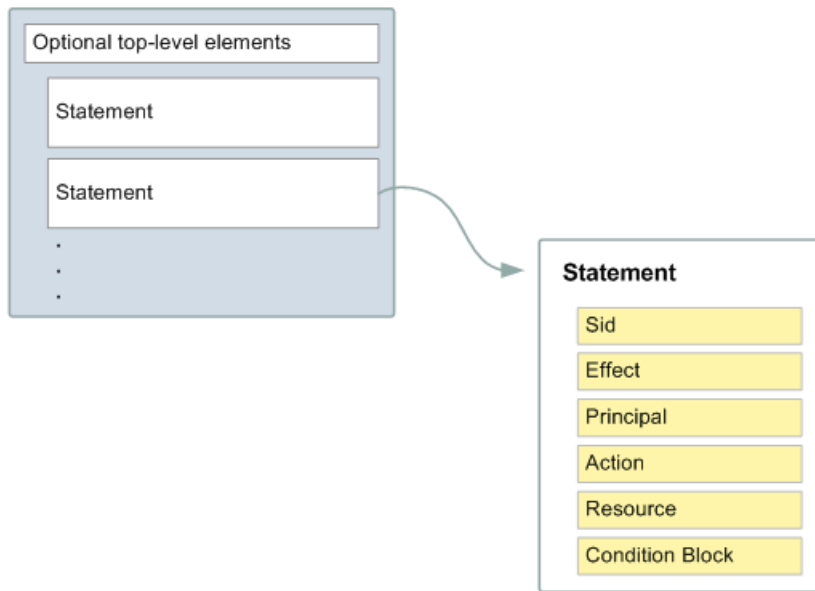 Optional top-level elements
Statement
Statement
.
.
.
Statement
Sid
Effect
Principal
Action
Resource
Condition Block